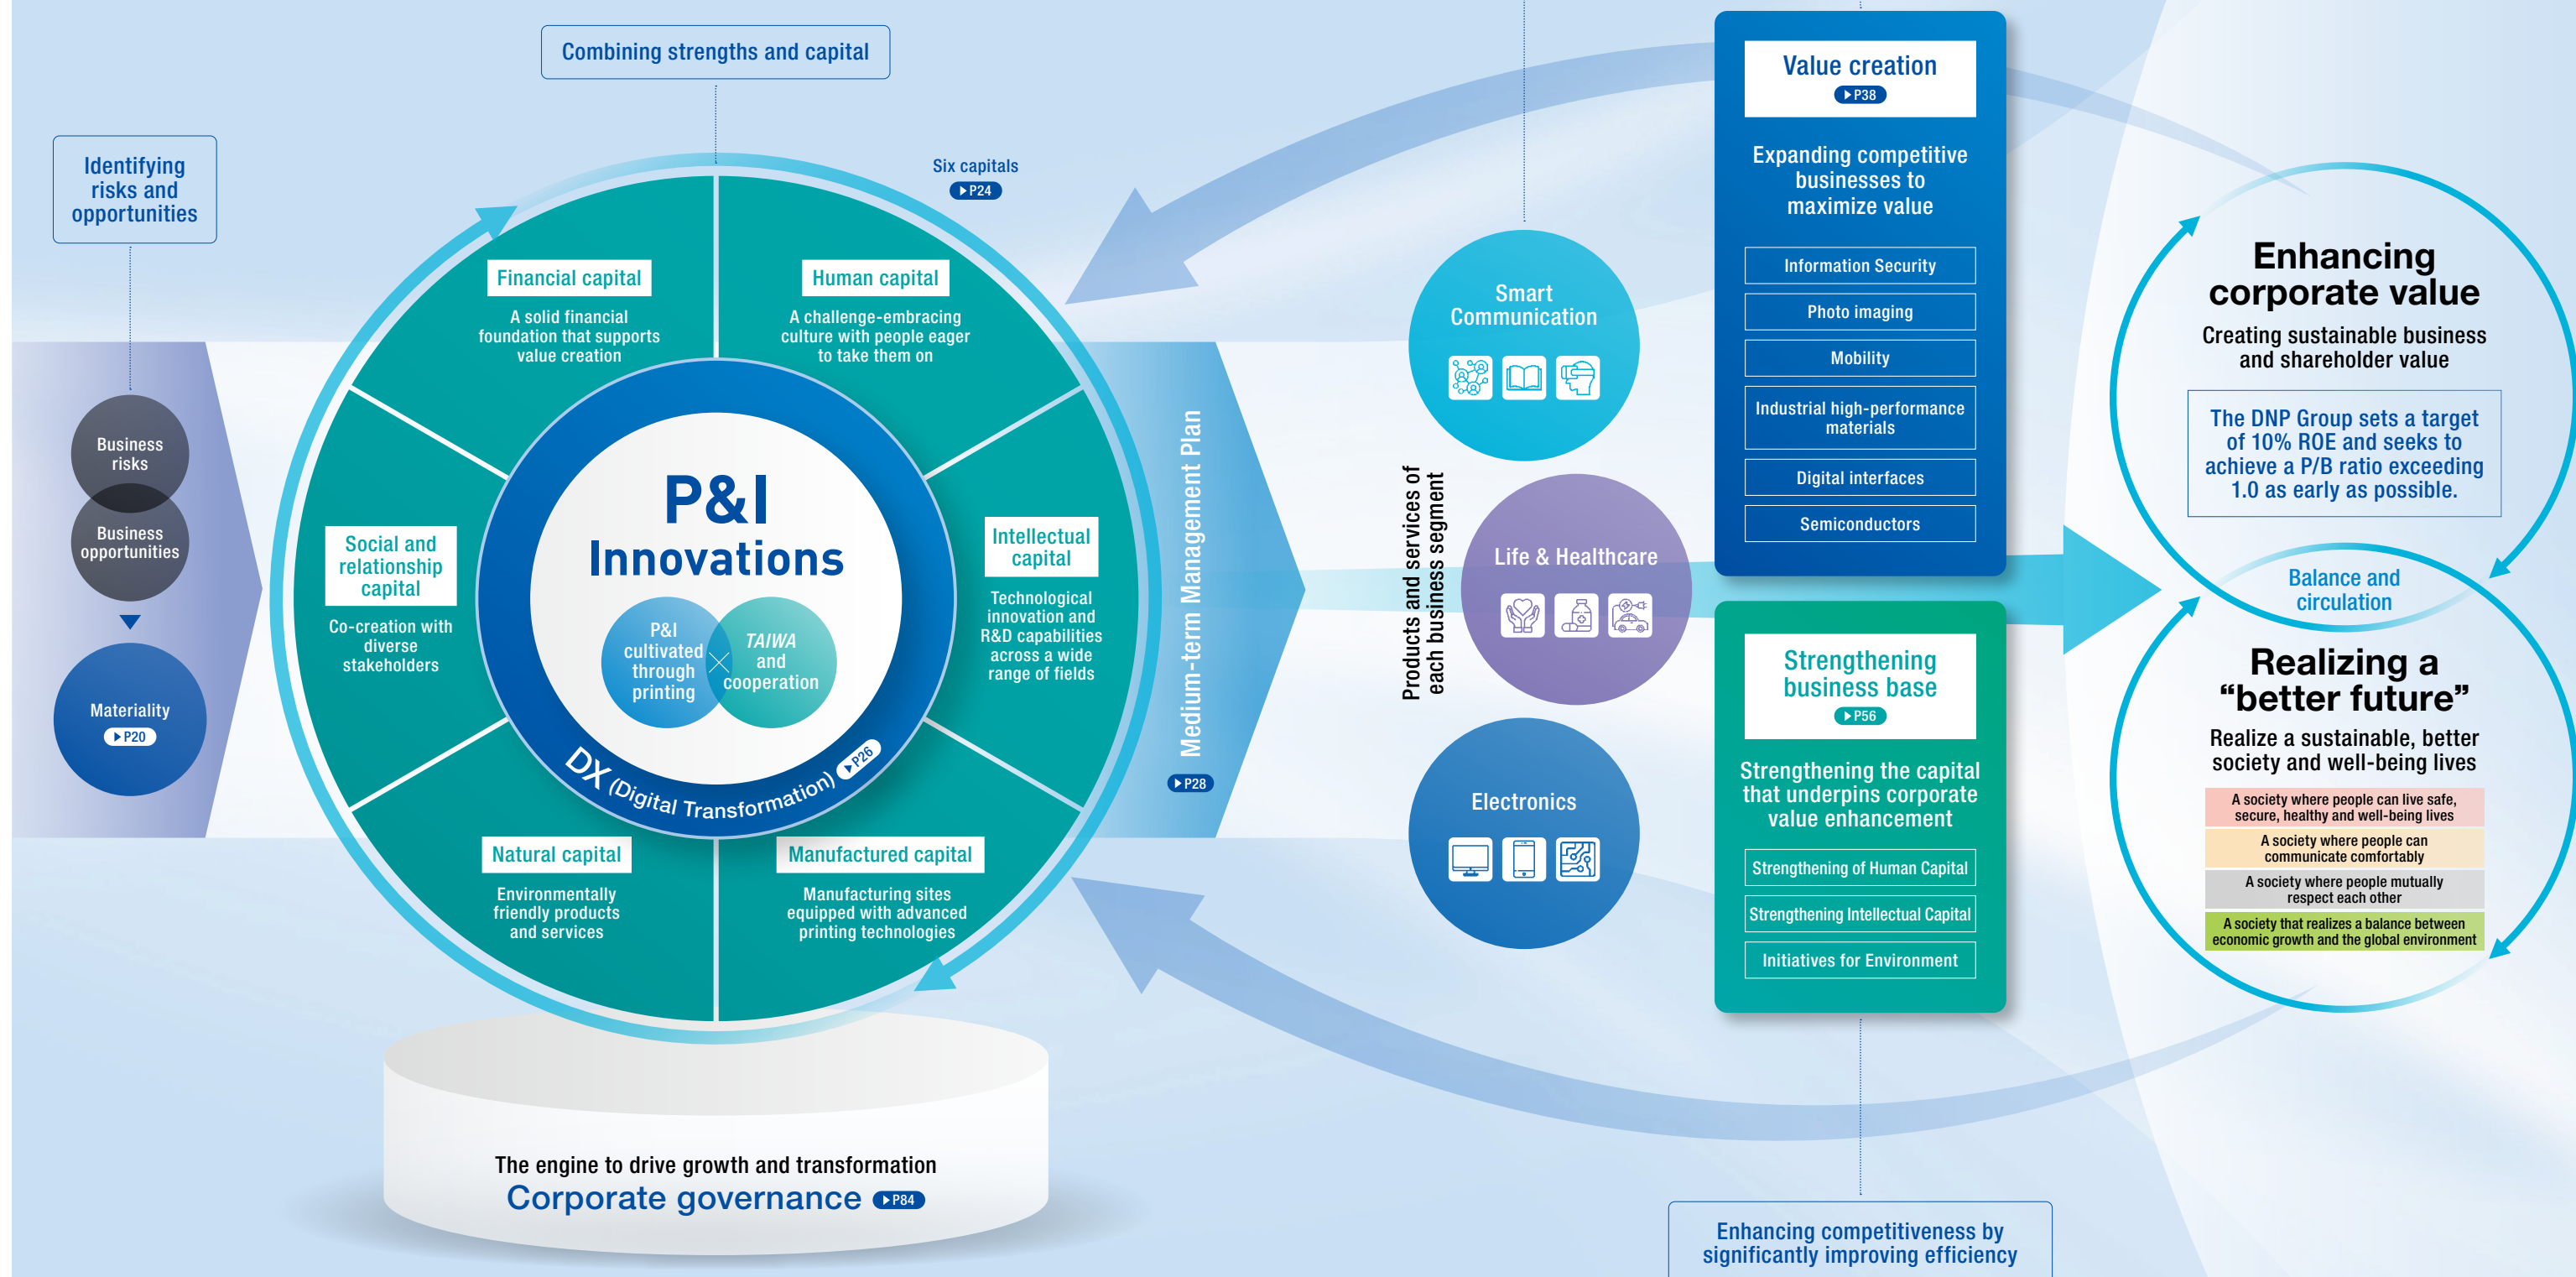 Combining strengths and capital
Identifying
risks and
opportunities
Business
risks
Business
opportunities
Materiality
▶P20
Six capitals
▶P24
Financial capital
A solid financial
foundation that supports
value creation
Human capital
A challenge-embracing
culture with people eager
to take them on
Social and
relationship
capital
Co-creation with
diverse
stakeholders
Intellectual
capital
Technological
innovation and
R&D capabilities
across a wide
range of fields
Natural capital
Environmentally
friendly products
and services
Manufactured capital
Manufacturing sites
equipped with advanced
printing technologies
P&I
Innovations
P&I
cultivated
through
printing
TAIWA
and
cooperation
DX (Digital Transformation) ▶P26
The engine to drive growth and transformation
Corporate governance ▶P84
Medium-term Management Plan
▶P28
Products and services of
each business segment
Smart
Communication
Life & Healthcare
Electronics
Value creation
▶P38
Expanding competitive
businesses to
maximize value
Information Security
Photo imaging
Mobility
Industrial high-performance
materials
Digital interfaces
Semiconductors
Strengthening
business base
▶P56
Strengthening the capital
that underpins corporate
value enhancement
Strengthening of Human Capital
Strengthening Intellectual Capital
Initiatives for Environment
Enhancing competitiveness by
significantly improving efficiency
Enhancing
corporate value
Creating sustainable business
and shareholder value
The DNP Group sets a target
of 10% ROE and seeks to
achieve a P/B ratio exceeding
1.0 as early as possible.
Balance and
circulation
Realizing a
“better future”
Realize a sustainable, better
society and well-being lives
A society where people can live safe,
secure, healthy and well-being lives
A society where people can
communicate comfortably
A society where people mutually
respect each other
A society that realizes a balance between
economic growth and the global environment